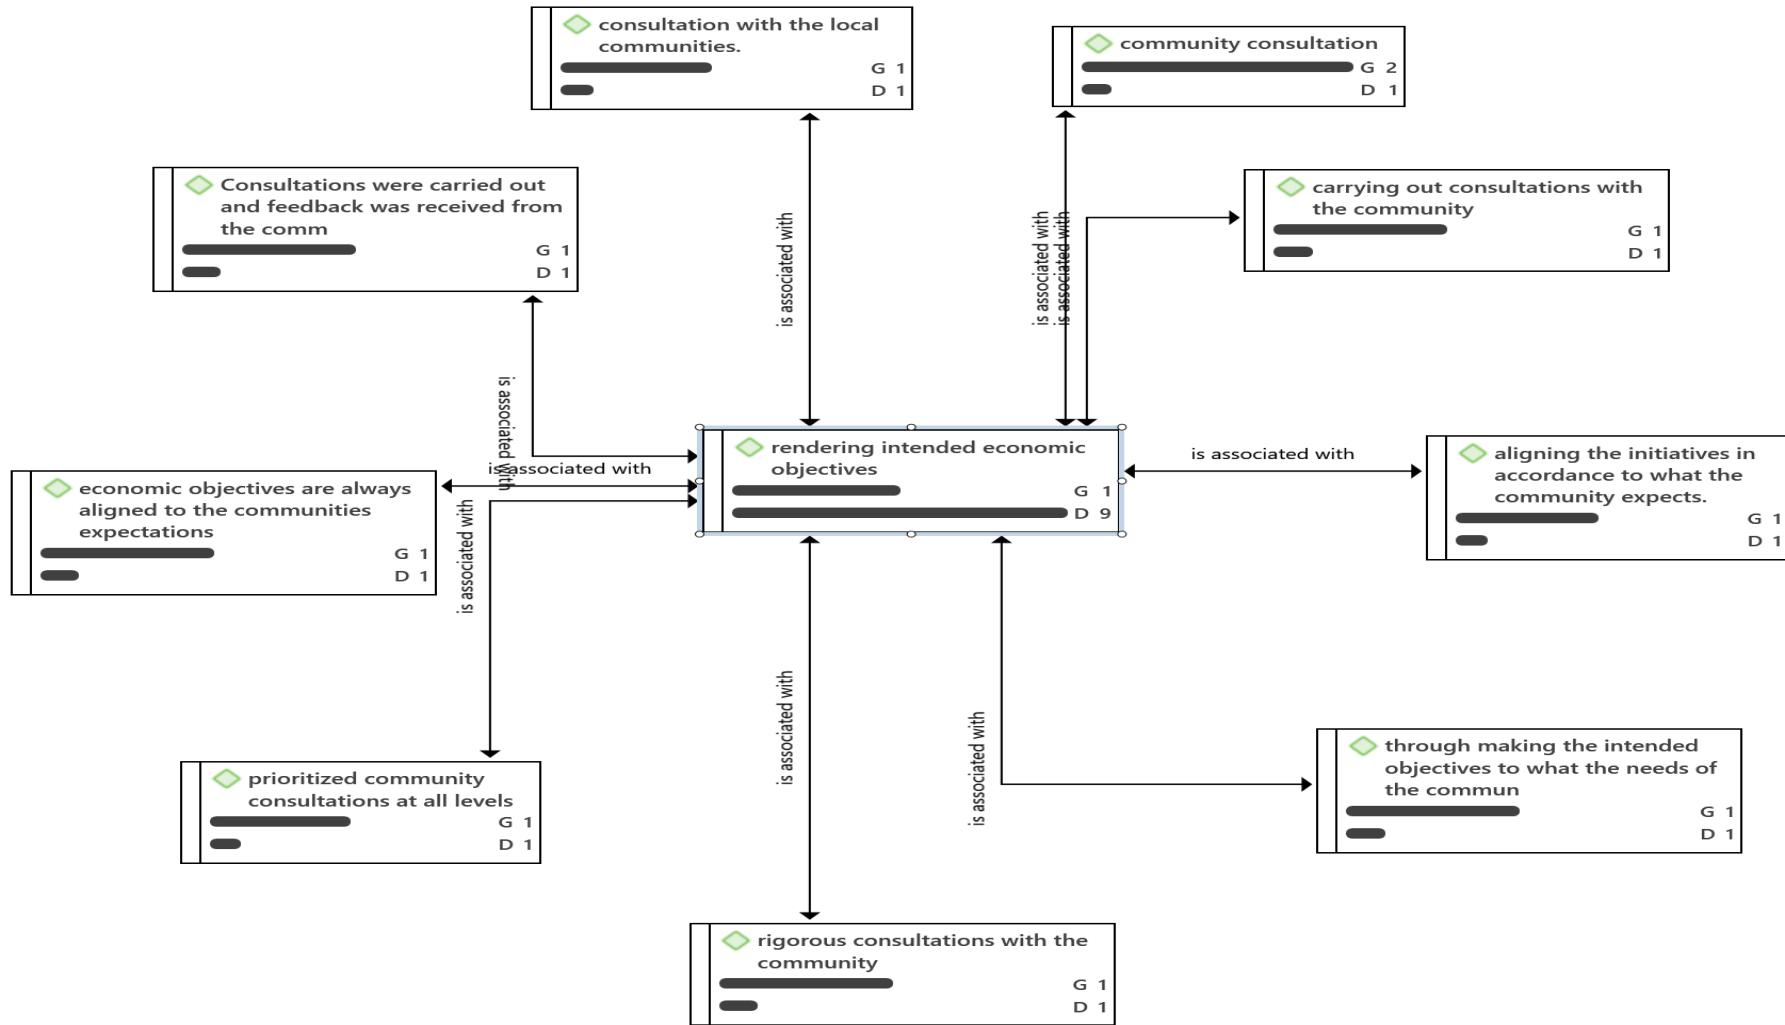 consultation with the local
communities.
G 1
D 1
community consultation
G 2
D 1
Consultations were carried out
and feedback was received from
the comm
G 1
D 1
carrying out consultations with
the community
G 1
D 1
is associated with
is associated with
is associated with
is associated with
rendering intended economic
objectives
G 1
D 9
is associated with
is associated with
economic objectives are always
aligned to the communities
expectations
G 1
D 1
aligning the initiatives in
accordance to what the
community expects.
G 1
D 1
is associated with
is associated with
is associated with
prioritized community
consultations at all levels
G 1
D 1
through making the intended
objectives to what the needs of
the commun
G 1
D 1
rigorous consultations with the
community
G 1
D 1